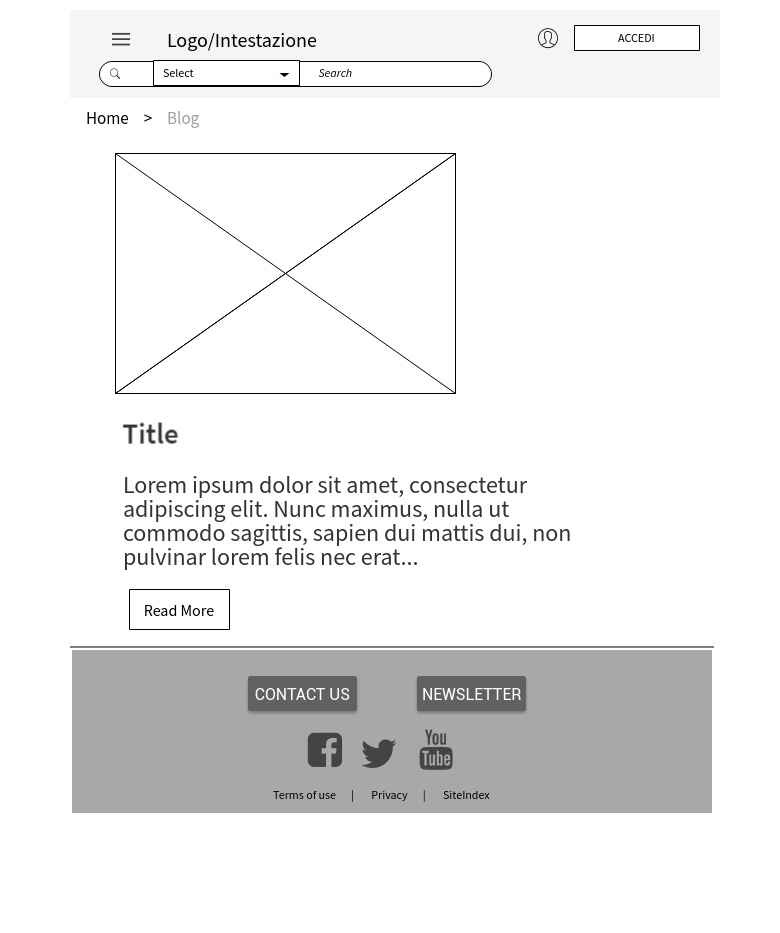 Logo/Intestazione
ACCEDI
Select
Search
Home > Blog
Title
Lorem ipsum dolor sit amet, consectetur
adipiscing elit. Nunc maximus, nulla ut
commodo sagittis, sapien dui mattis dui, non
pulvinar lorem felis nec erat...
Read More
CONTACT US
NEWSLETTER
You
Tube
Terms of use | Privacy | SiteIndex